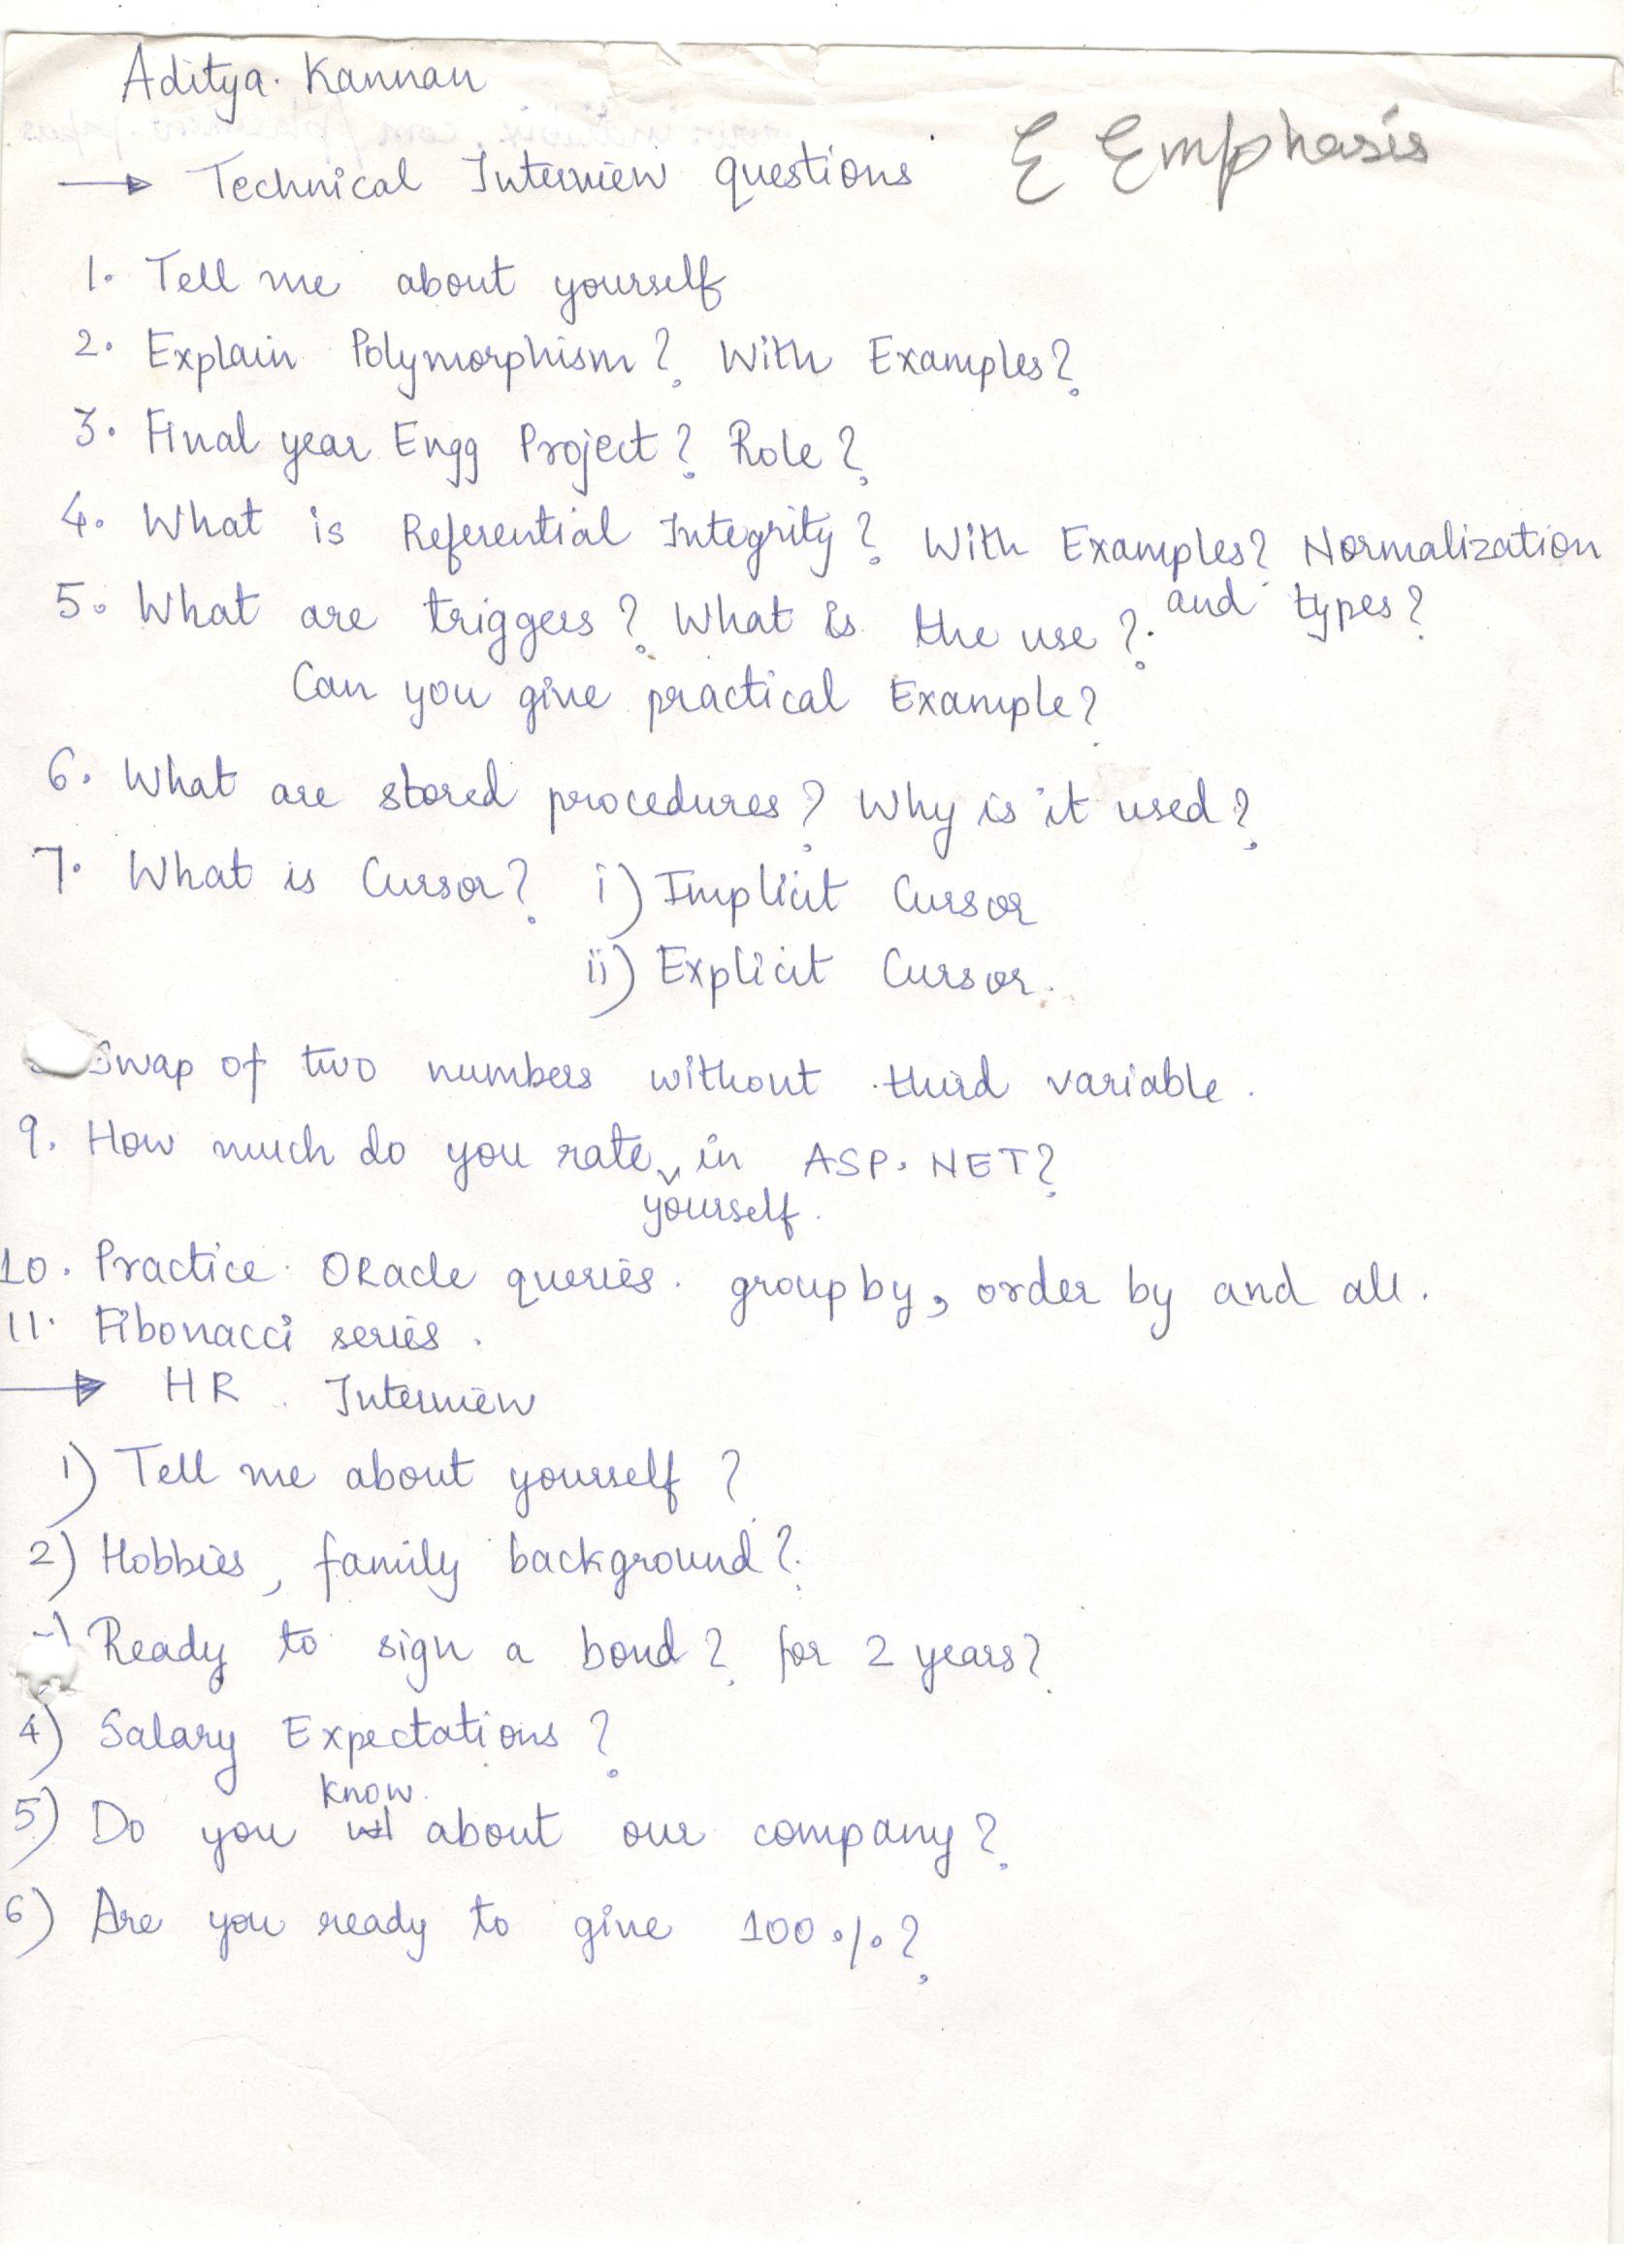 Aditya. Kannan
→ Technical Interview questions
E Emphasis
1. Tell me about yourself
2. Explain Polymorphism? With Examples?
3. Final year Engg Project? Role?
4. What is Referential Integrity? With Examples? Normalization
and types?
5. What are triggers? What is the use?
Can you give practical Example?
6. What are stored procedures? Why is it used?
7. What is Cursor? i) Implicit Cursor
ii) Explicit Cursor.
Swap of two numbers without third variable.
9. How much do you rate yourself in ASP.NET?
10. Practice Oracle queries. group by, order by and all.
11. Fibonacci series.
→ HR Interview
1) Tell me about yourself?
2) Hobbies, family background?
Ready to sign a bond? for 2 years?
4) Salary Expectations?
5) Do you know about our company?
6) Are you ready to give 100%?